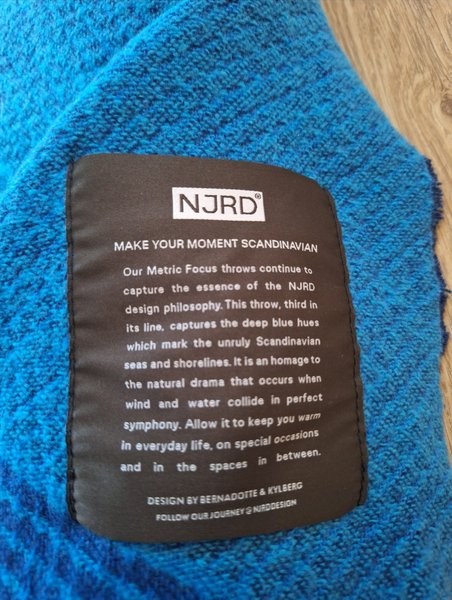 NJRD®
MAKE YOUR MOMENT SCANDINAVIAN
Our Metric Focus throws continue to
capture the essence of the NJRD
design philosophy. This throw, third in
its line, captures the deep blue hues
which mark the unruly Scandinavian
seas and shorelines. It is an homage to
the natural drama that occurs when
wind and water collide in perfect
symphony. Allow it to keep you warm
in everyday life, on special occasions
and in the spaces in between.
DESIGN BY BERNADOTTE & KYLBERG
FOLLOW OUR JOURNEY @NJRDDESIGN